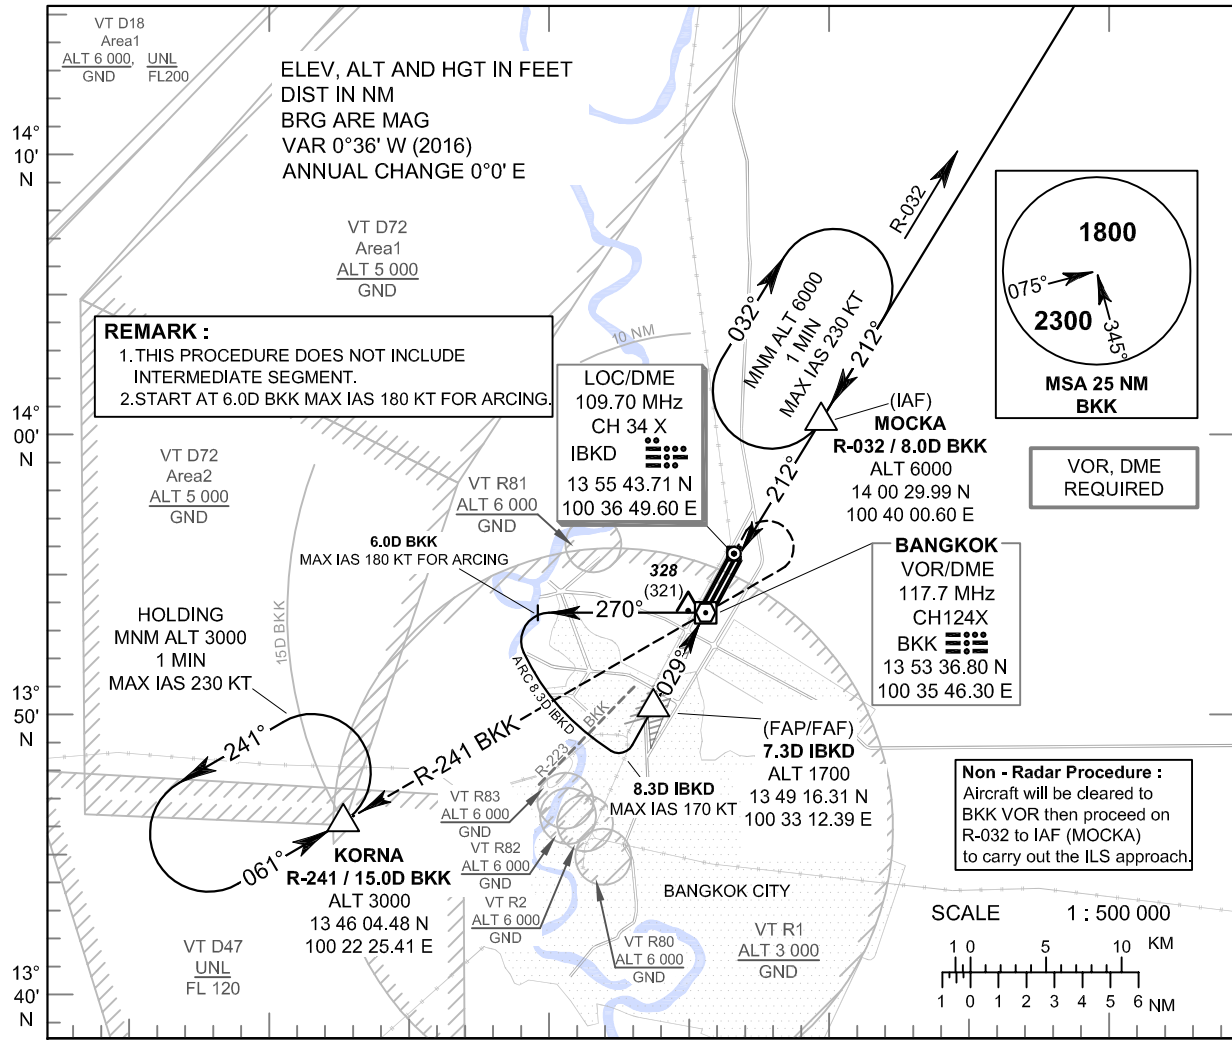 VT D18
Area1
ALT 6 000, UNL
GND FL200
ELEV, ALT AND HGT IN FEET
DIST IN NM
BRG ARE MAG
VAR 0°36' W (2016)
ANNUAL CHANGE 0°0' E
14°
10'
N
VT D72
Area1
ALT 5 000
GND
R-032
032°
MNM ALT 6000
1 MIN
MAX IAS 230 KT
212°
1800
075°
2300
345°
MSA 25 NM
BKK
REMARK :
1. THIS PROCEDURE DOES NOT INCLUDE
INTERMEDIATE SEGMENT.
2.START AT 6.0D BKK MAX IAS 180 KT FOR ARCING.
10 NM
LOC/DME
109.70 MHz
CH 34 X
IBKD
13 55 43.71 N
100 36 49.60 E
14°
00'
N
(IAF)
MOCKA
R-032 / 8.0D BKK
ALT 6000
14 00 29.99 N
100 40 00.60 E
VOR, DME
REQUIRED
VT D72
Area2
ALT 5 000
GND
VT R81
ALT 6 000
GND
212°
6.0D BKK
MAX IAS 180 KT FOR ARCING
328
(321)
BANGKOK
VOR/DME
117.7 MHz
CH124X
BKK
13 53 36.80 N
100 35 46.30 E
HOLDING
MNM ALT 3000
1 MIN
MAX IAS 230 KT
15D BKK
270°
ARC 8.3D IBKD
029°
13°
50'
N
241°
R-241 BKK
R-223 BKK
(FAP/FAF)
7.3D IBKD
ALT 1700
13 49 16.31 N
100 33 12.39 E
8.3D IBKD
MAX IAS 170 KT
Non - Radar Procedure :
Aircraft will be cleared to
BKK VOR then proceed on
R-032 to IAF (MOCKA)
to carry out the ILS approach.
061°
KORNA
R-241 / 15.0D BKK
ALT 3000
13 46 04.48 N
100 22 25.41 E
VT R83
ALT 6 000
GND
VT R82
ALT 6 000
GND
VT R2
ALT 6 000
GND
VT R80
ALT 6 000
GND
BANGKOK CITY
VT R1
ALT 3 000
GND
VT D47
UNL
FL 120
13°
40'
N
SCALE 1 : 500 000
1 0 5 10 KM
1 0 1 2 3 4 5 6 NM